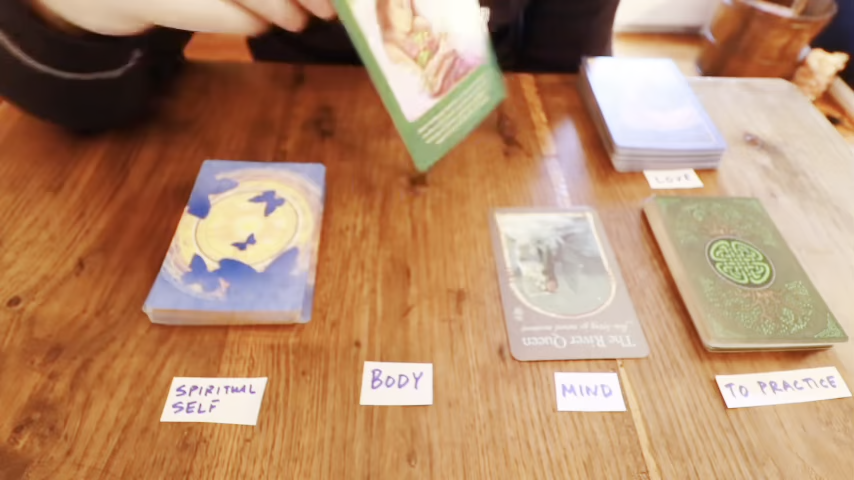 LOVE
The River Queen
SPIRITUAL
SELF
BODY
MIND
TO PRACTICE